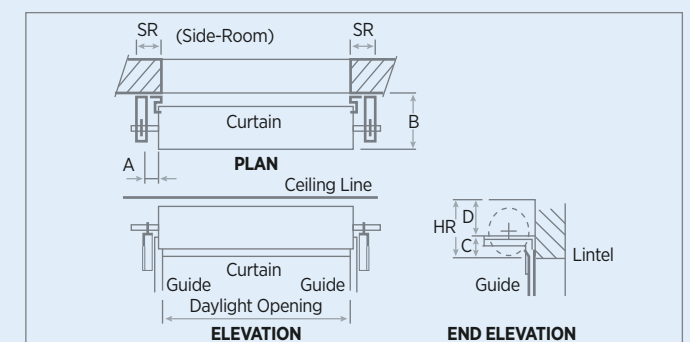 SR (Side-Room) SR
Curtain
B
A
PLAN
Ceiling Line
D
HR
C
Lintel
Curtain
Guide Guide Guide
Daylight Opening
ELEVATION END ELEVATION